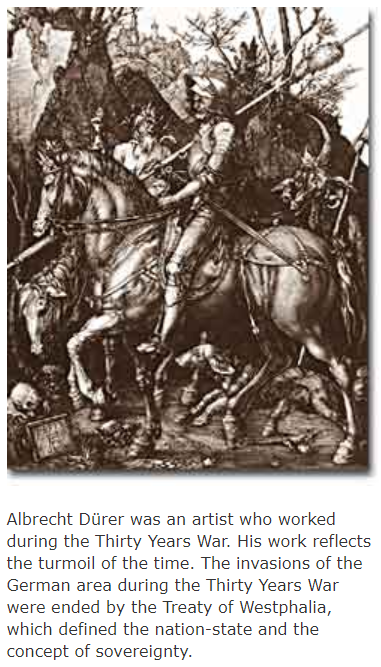 Albrecht Dürer was an artist who worked
during the Thirty Years War. His work reflects
the turmoil of the time. The invasions of the
German area during the Thirty Years War
were ended by the Treaty of Westphalia,
which defined the nation-state and the
concept of sovereignty.